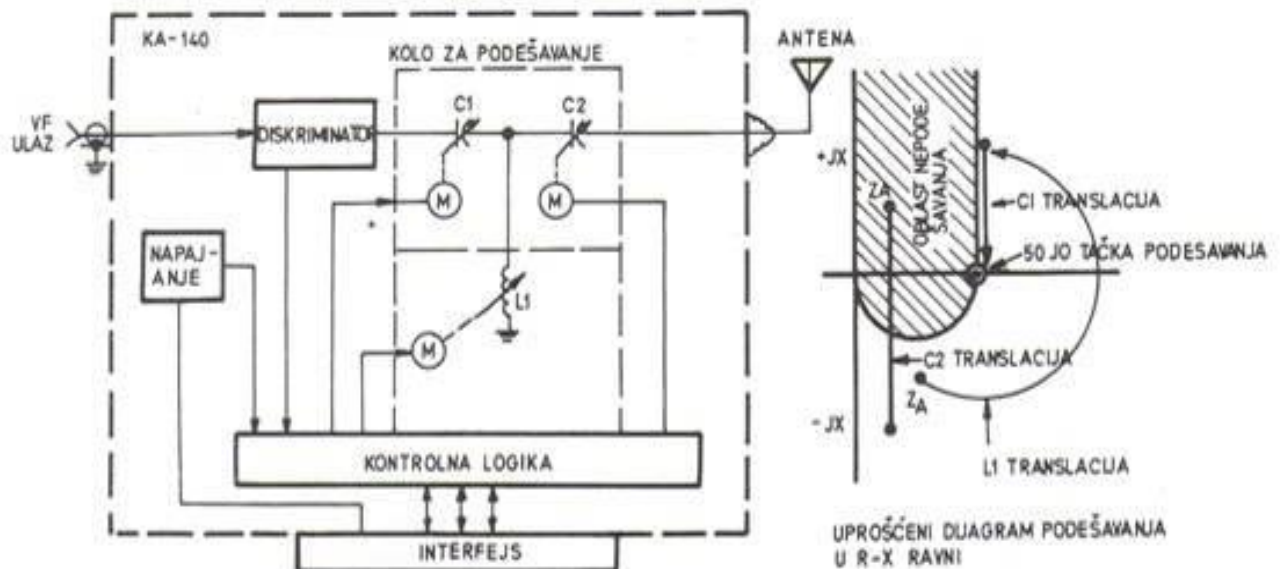 KA-140
KOLO ZA PODEŠAVANJE
ANTENA
VF
ULAZ
DISKRIMINATOR
C1
C2
M
M
NAPAJ-
ANJE
L1
M
KONTROLNA LOGIKA
INTERFEJS
+JX
ZA
OBLAST NEPODE
ŠAVANJA
C1 TRANSLACIJA
50 JO TAČKA PODESAVANJA
C2 TRANSLACIJA
ZA
-JX
L1 TRANSLACIJA
UPROŠĆENI DIJAGRAM PODEŠAVANJA
U R-X RAVNI